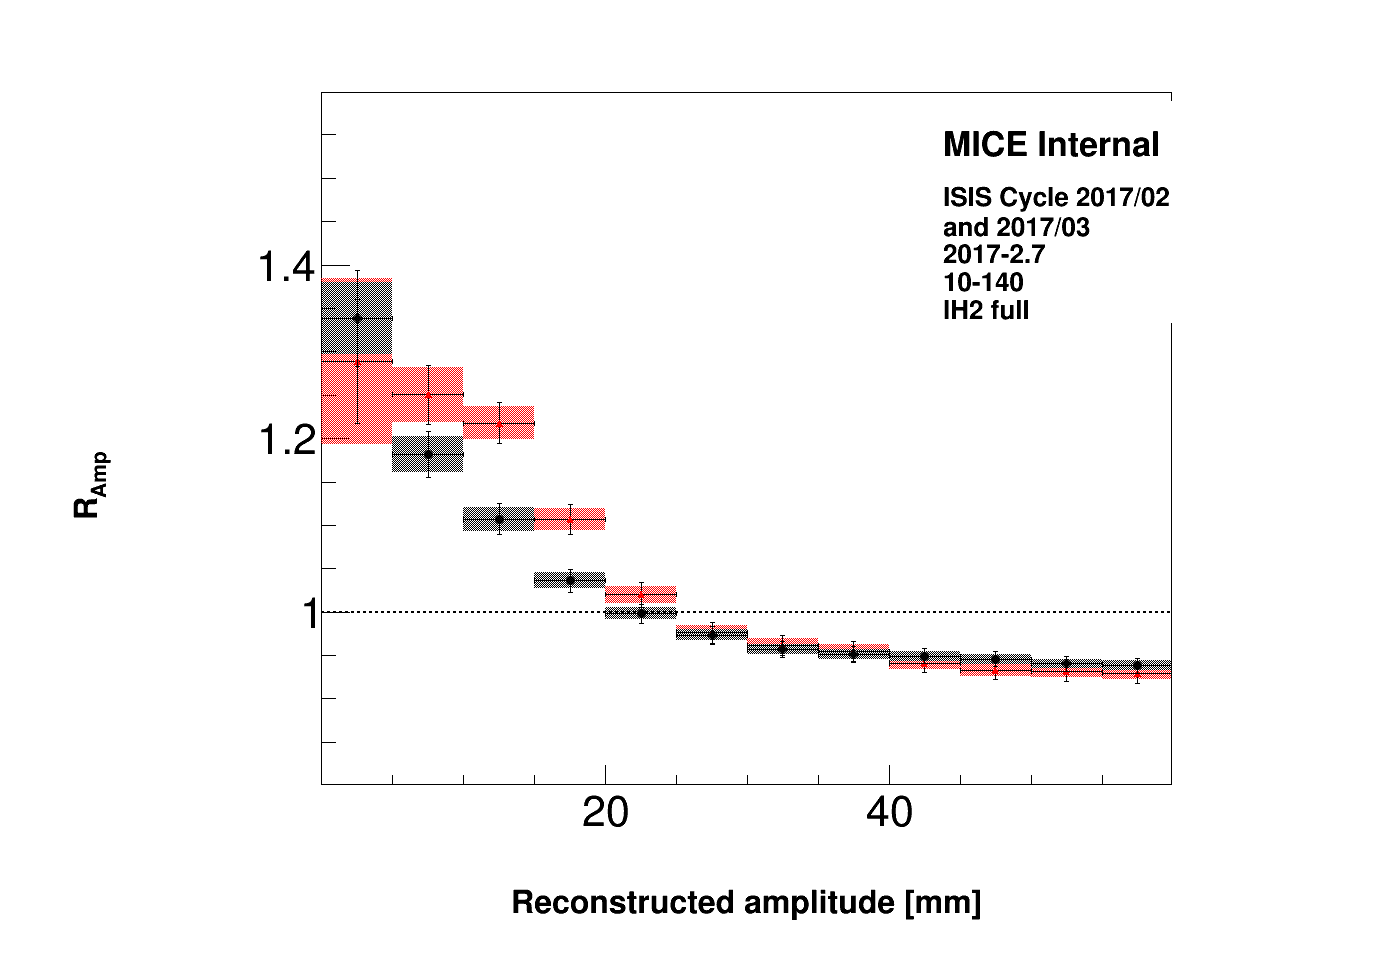 MICE Internal
ISIS Cycle 2017/02
and 2017/03
2017-2.7
10-140
lH2 full
1.4
1.2
1
R_Amp
20
40
Reconstructed amplitude [mm]